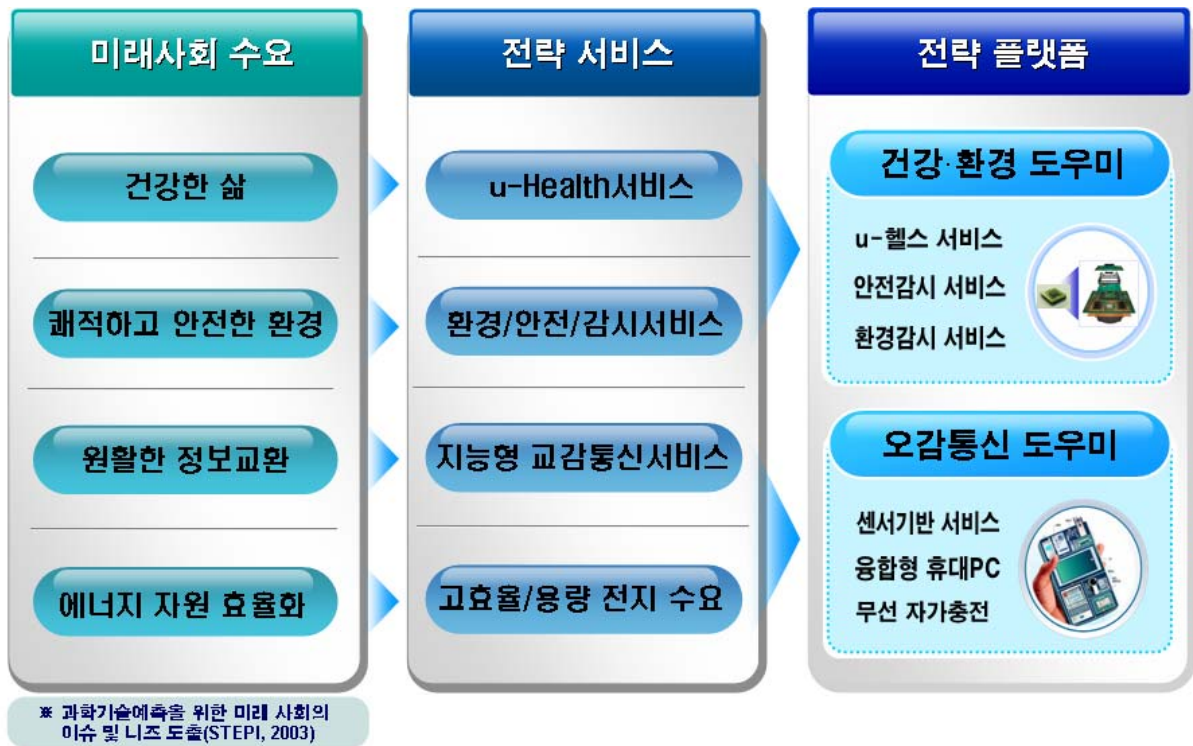 미래사회 수요
건강한 삶
쾌적하고 안전한 환경
원활한 정보교환
에너지 자원 효율화
※ 과학기술예측을 위한 미래 사회의
이슈 및 니즈 도출(STEPI, 2003)
전략 서비스
u-Health서비스
환경/안전/감시서비스
지능형 교감통신서비스
고효율/용량 전지 수요
전략 플랫폼
건강·환경 도우미
u-헬스 서비스
안전감시 서비스
환경감시 서비스
오감통신 도우미
센서기반 서비스
융합형 휴대PC
무선 자가충전